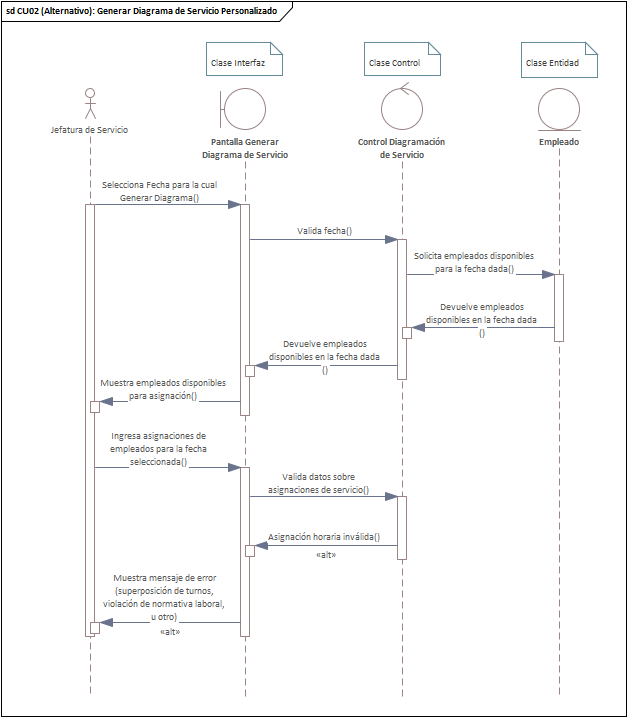 sd CU02 (Alternativo): Generar Diagrama de Servicio Personalizado
Clase Interfaz
Clase Control
Clase Entidad
Jefatura de Servicio
Pantalla Generar
Diagrama de Servicio
Control Diagramación
de Servicio
Empleado
Selecciona Fecha para la cual
Generar Diagrama()
Valida fecha()
Solicita empleados disponibles
para la fecha dada()
Devuelve empleados
disponibles en la fecha dada
()
Devuelve empleados
disponibles en la fecha dada
()
Muestra empleados disponibles
para asignación()
Ingresa asignaciones de
empleados para la fecha
seleccionada()
Valida datos sobre
asignaciones de servicio()
Asignación horaria inválida()
«alt»
Muestra mensaje de error
(superposición de turnos,
violación de normativa laboral,
u otro)
«alt»